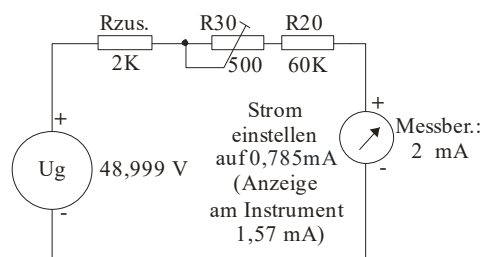 Rzus. R30 R20
2K 500 60K
+ +
Strom
einstellen
auf 0,785mA
(Anzeige
am Instrument
1,57 mA)
Messber.:
2 mA
Ug 48,999 V
- -